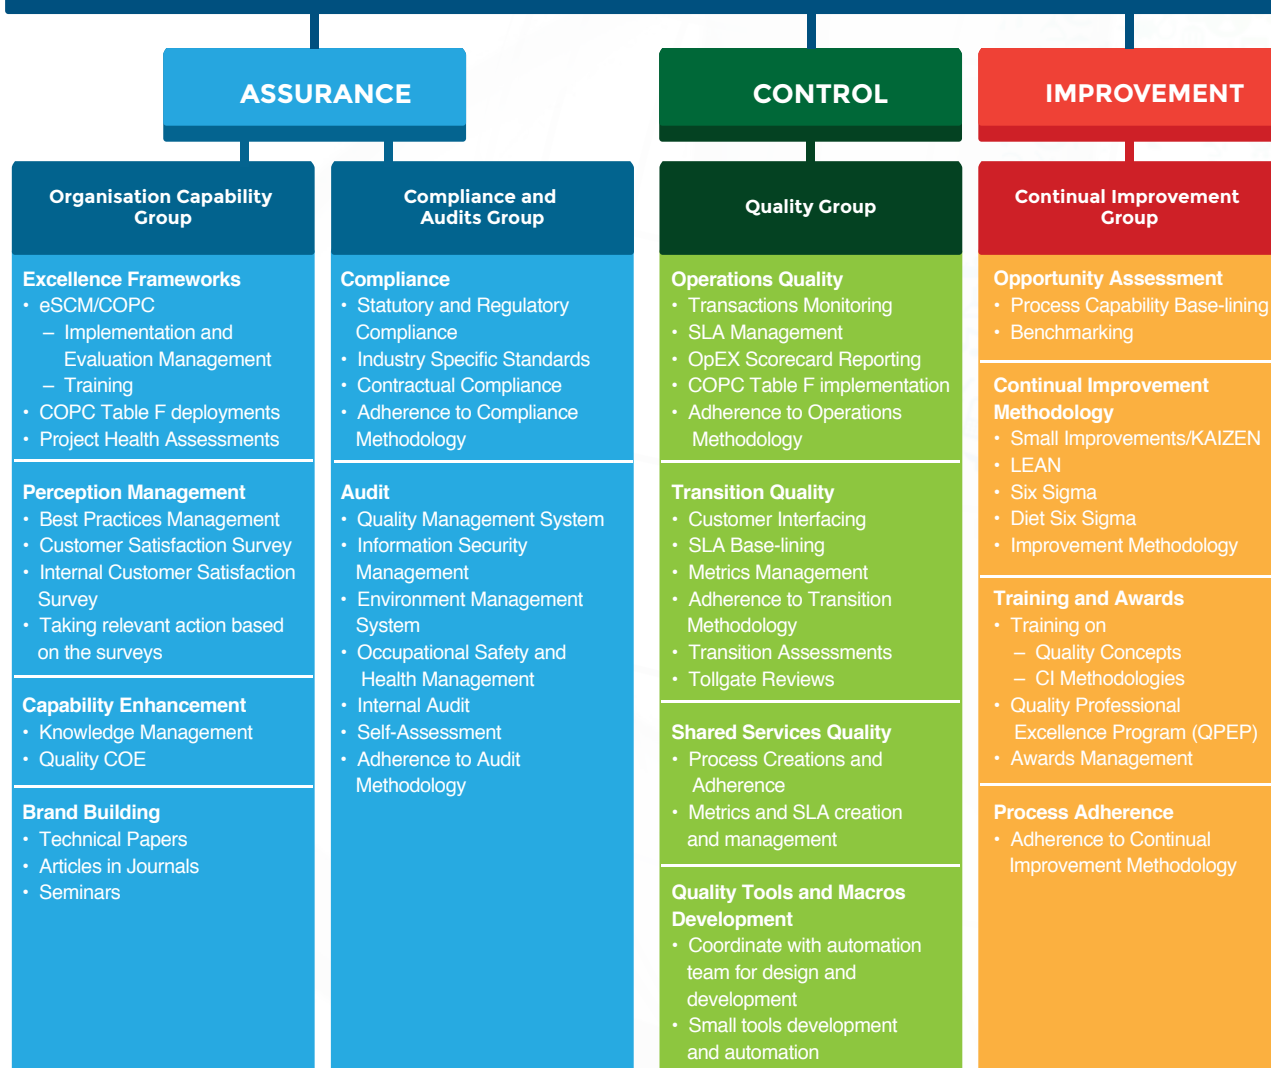 ASSURANCE
CONTROL
IMPROVEMENT
Organisation Capability
Group
Excellence Frameworks
• eSCM/COPC
– Implementation and
Evaluation Management
– Training
• COPC Table F deployments
• Project Health Assessments
Perception Management
• Best Practices Management
• Customer Satisfaction Survey
• Internal Customer Satisfaction
Survey
• Taking relevant action based
on the surveys
Capability Enhancement
• Knowledge Management
• Quality COE
Brand Building
• Technical Papers
• Articles in Journals
• Seminars
Compliance and
Audits Group
Compliance
• Statutory and Regulatory
Compliance
• Industry Specific Standards
• Contractual Compliance
• Adherence to Compliance
Methodology
Audit
• Quality Management System
• Information Security
Management
• Environment Management
System
• Occupational Safety and
Health Management
• Internal Audit
• Self-Assessment
• Adherence to Audit
Methodology
Quality Group
Operations Quality
• Transactions Monitoring
• SLA Management
• OpEX Scorecard Reporting
• COPC Table F implementation
• Adherence to Operations
Methodology
Transition Quality
• Customer Interfacing
• SLA Base-lining
• Metrics Management
• Adherence to Transition
Methodology
• Transition Assessments
• Tollgate Reviews
Shared Services Quality
• Process Creations and
Adherence
• Metrics and SLA creation
and management
Quality Tools and Macros
Development
• Coordinate with automation
team for design and
development
• Small tools development
and automation
Continual Improvement
Group
Opportunity Assessment
• Process Capability Base-lining
• Benchmarking
Continual Improvement
Methodology
• Small Improvements/KAIZEN
• LEAN
• Six Sigma
• Diet Six Sigma
• Improvement Methodology
Training and Awards
• Training on
– Quality Concepts
– CI Methodologies
• Quality Professional
Excellence Program (QPEP)
• Awards Management
Process Adherence
• Adherence to Continual
Improvement Methodology